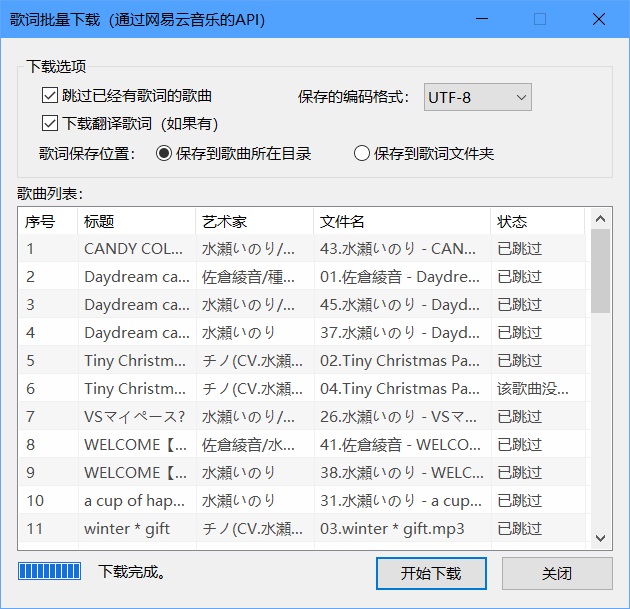 歌词批量下载（通过网易云音乐的API）
下载选项
跳过已经有歌词的歌曲 保存的编码格式： UTF-8
下载翻译歌词（如果有）
歌词保存位置： 保存到歌曲所在目录 保存到歌词文件夹
歌曲列表：
序号 标题 艺术家 文件名 状态
1 CANDY COL... 水瀬いのり/... 43.水瀬いのり - CAN... 已跳过
2 Daydream ca... 佐倉綾音/種... 01.佐倉綾音 - Daydre... 已跳过
3 Daydream ca... 水瀬いのり/... 45.水瀬いのり - Dayd... 已跳过
4 Daydream ca... 水瀬いのり 37.水瀬いのり - Dayd... 已跳过
5 Tiny Christm... チノ(CV.水瀬... 02.Tiny Christmas Pa... 已跳过
6 Tiny Christm... チノ(CV.水瀬... 04.Tiny Christmas Pa... 该歌曲没...
7 VSマイペース? 水瀬いのり/... 26.水瀬いのり - VSマ... 已跳过
8 WELCOME【... 佐倉綾音/水... 41.佐倉綾音 - WELCO... 已跳过
9 WELCOME【... 水瀬いのり 38.水瀬いのり - WELC... 已跳过
10 a cup of hap... 水瀬いのり 31.水瀬いのり - a cup... 已跳过
11 winter * gift チノ(CV.水瀬... 03.winter * gift.mp3 已跳过
下载完成。 开始下载 关闭